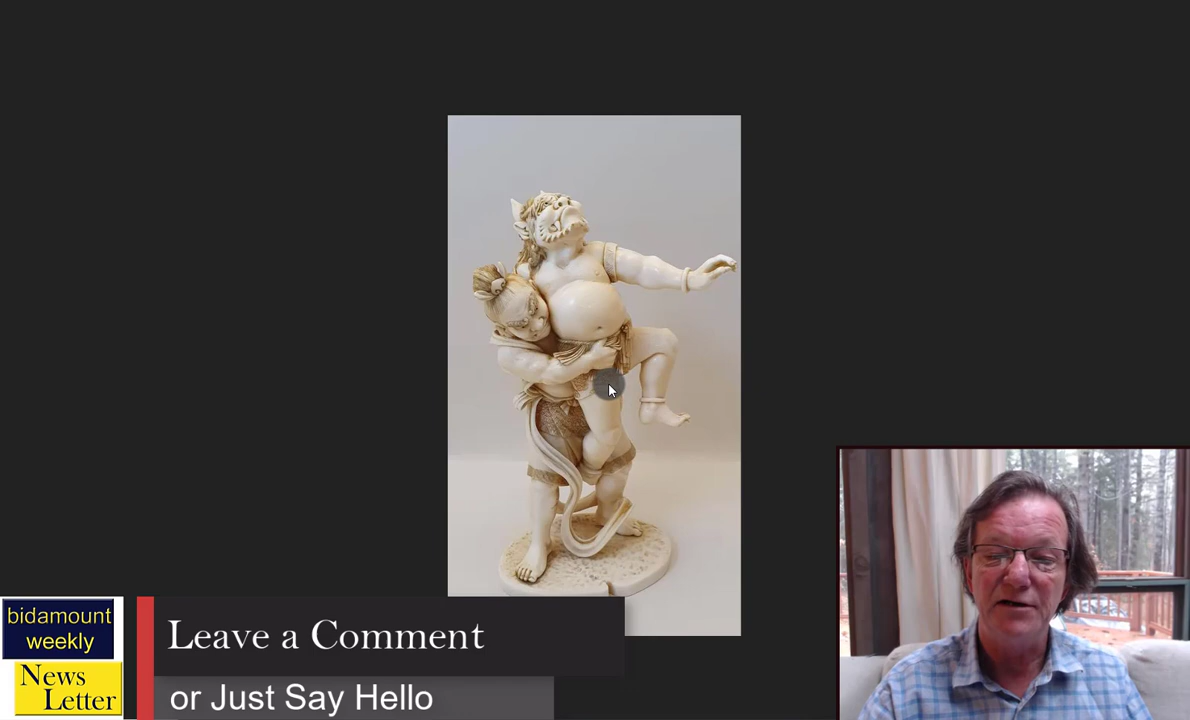 bidamount
weekly
News
Letter
Leave a Comment
or Just Say Hello